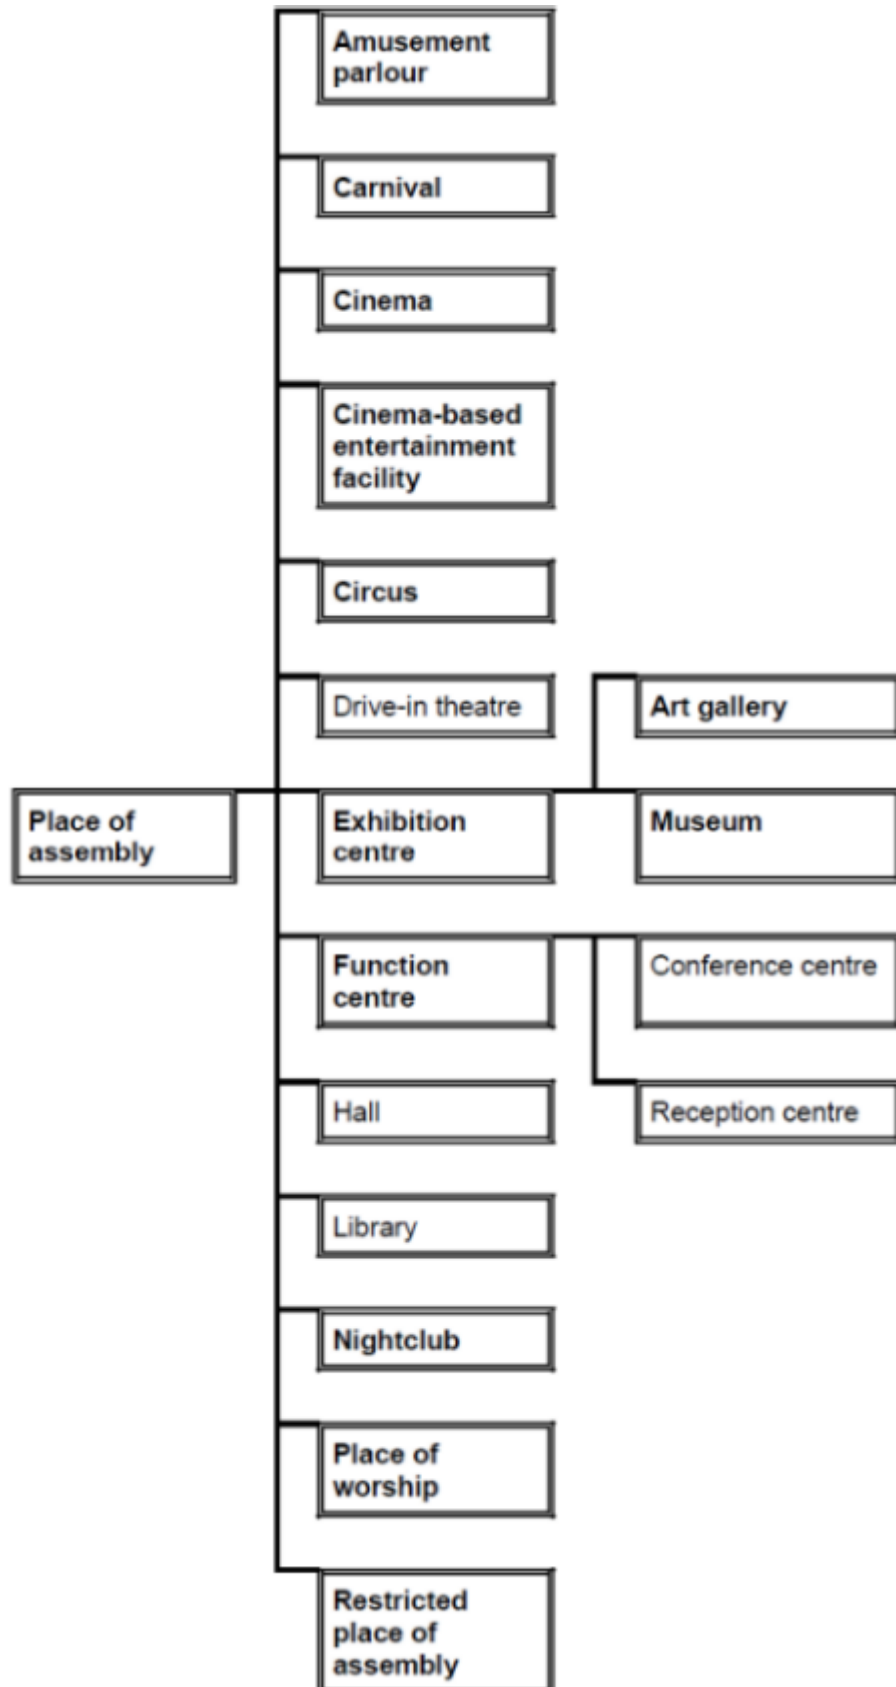 Amusement
parlour
Carnival
Cinema
Cinema-based
entertainment
facility
Circus
Drive-in theatre
Art gallery
Place of
assembly
Exhibition
centre
Museum
Function
centre
Conference centre
Hall
Reception centre
Library
Nightclub
Place of
worship
Restricted
place of
assembly